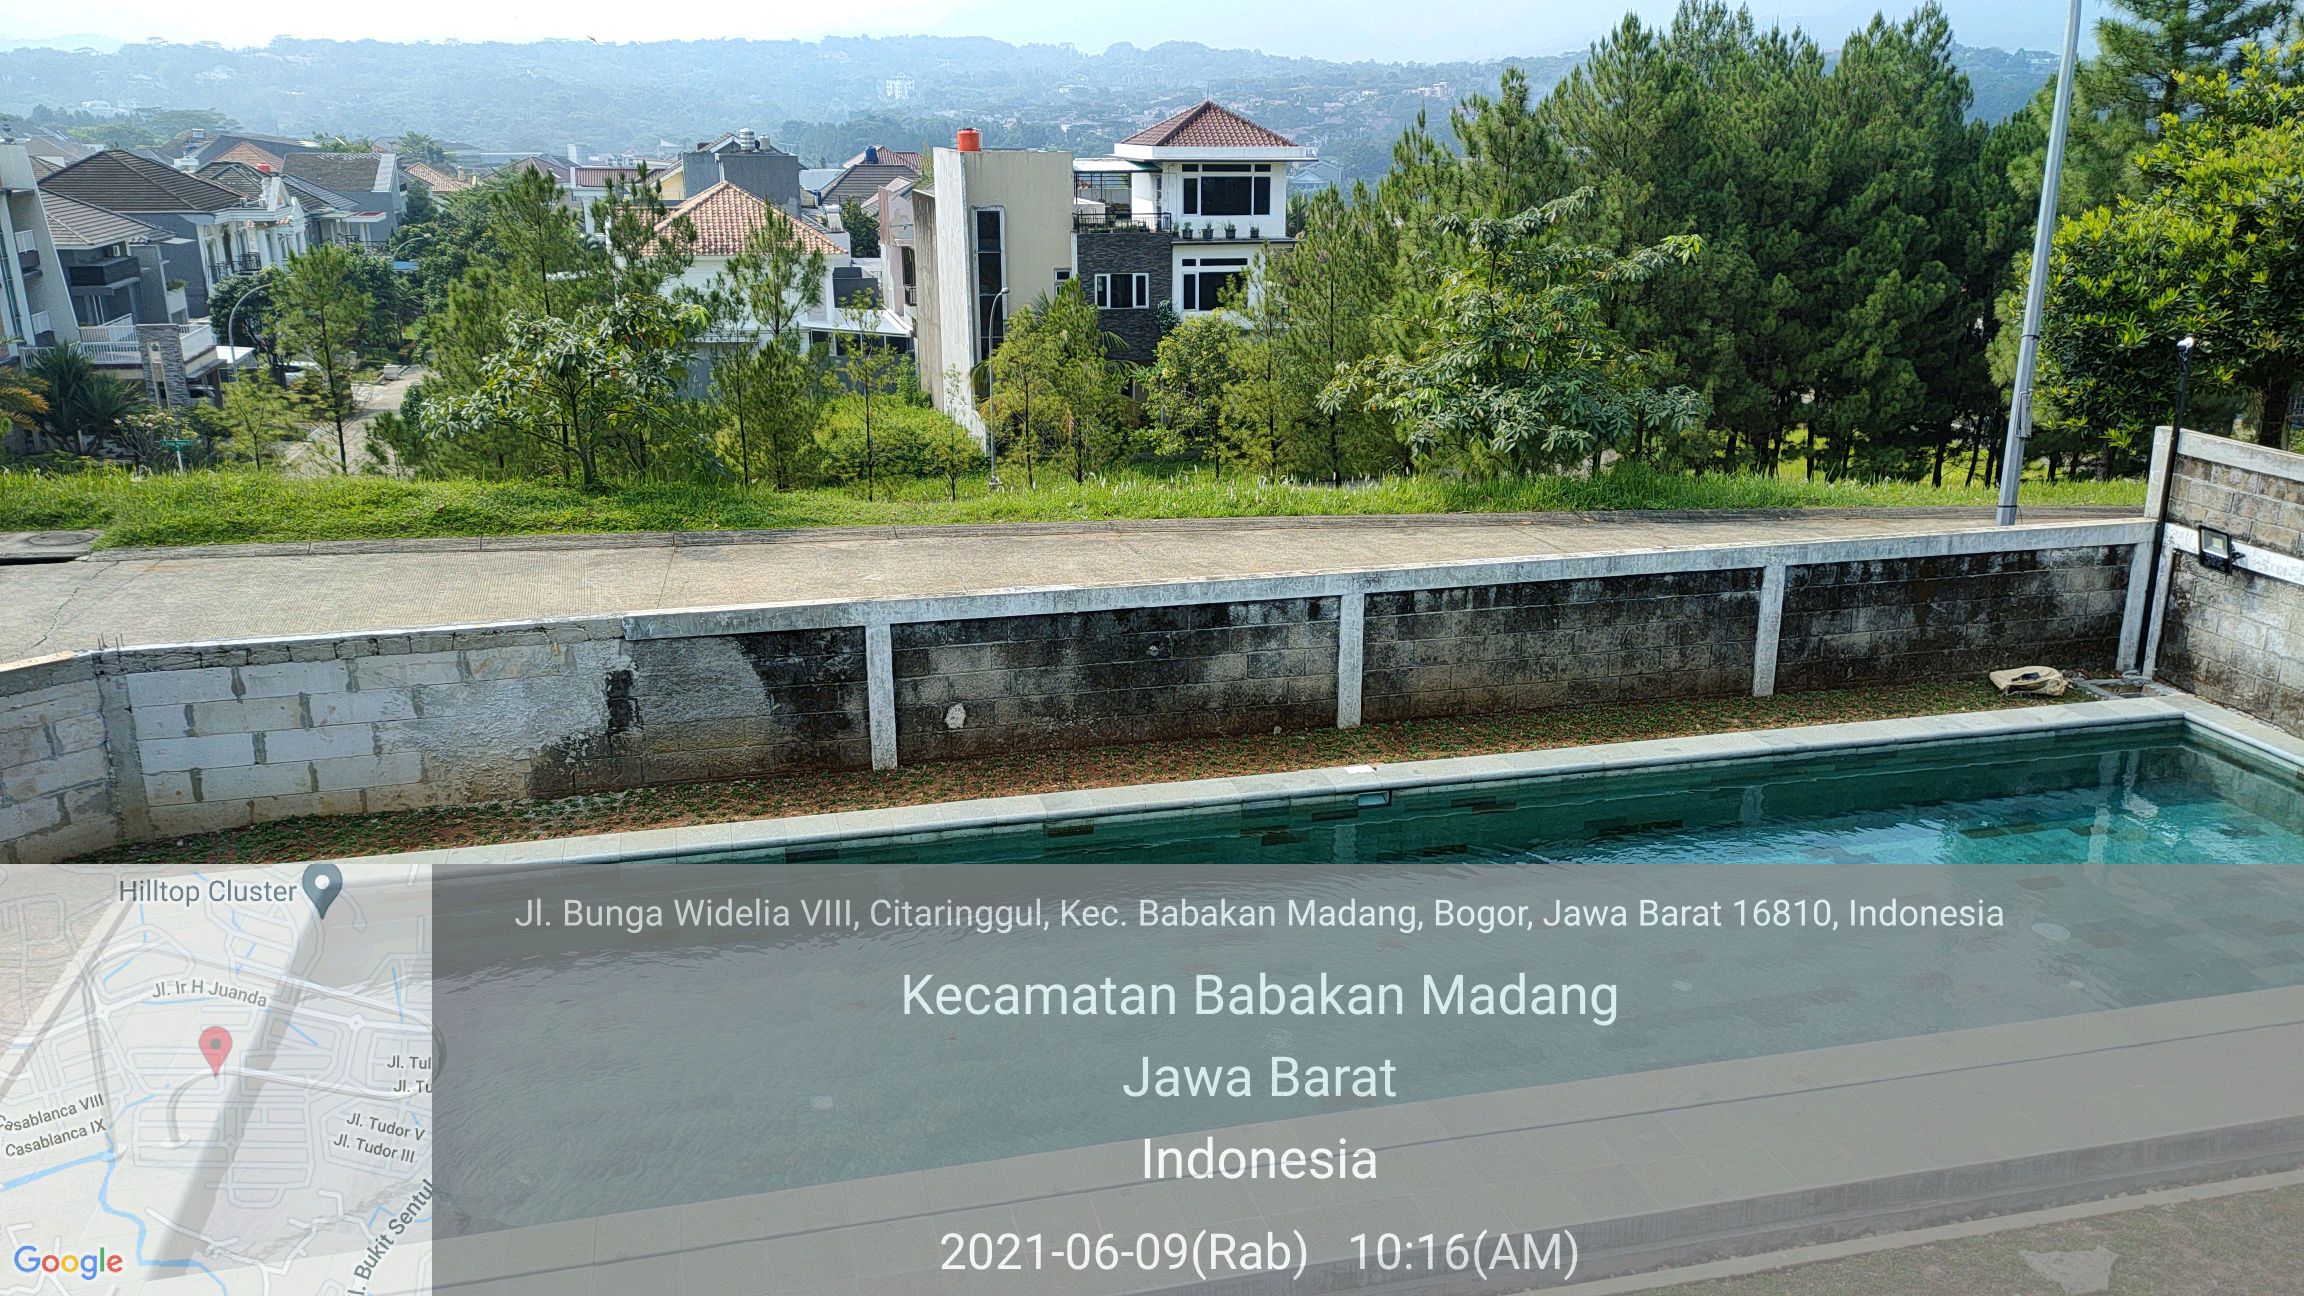 Hilltop Cluster
Jl. Ir H Juanda
Jl. Tul
Jl. Tu
Casablanca VIII
Casablanca IX
Jl. Tudor V
Jl. Tudor III
l. Bukit Sentul
Google
Jl. Bunga Widelia VIII, Citaringgul, Kec. Babakan Madang, Bogor, Jawa Barat 16810, Indonesia
Kecamatan Babakan Madang
Jawa Barat
Indonesia
2021-06-09(Rab) 10:16(AM)